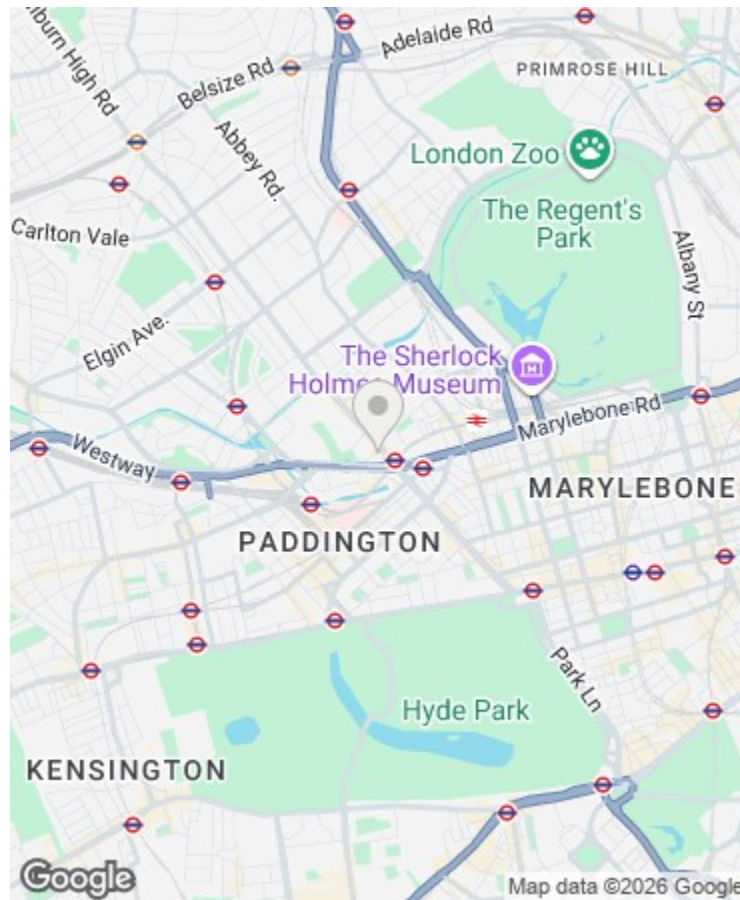 lburn High Rd
Adelaide Rd
Belsize Rd
PRIMROSE HILL
Abbey Rd.
London Zoo
The Regent's
Park
Carlton Vale
Albany St
Elgin Ave.
The Sherlock
Holmes Museum
Marylebone Rd
Westway
MARYLEBONE
PADDINGTON
Park Ln
Hyde Park
KENSINGTON
Google
Map data ©2026 Google